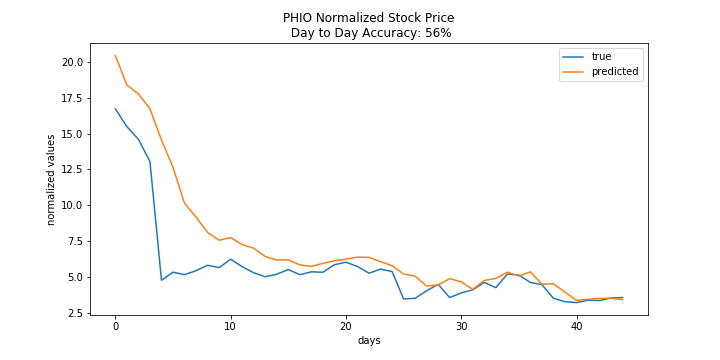 PHIO Normalized Stock Price
Day to Day Accuracy: 56%
true
predicted
normalized values
20.0
17.5
15.0
12.5
10.0
7.5
5.0
2.5
0
10
20
30
40
days